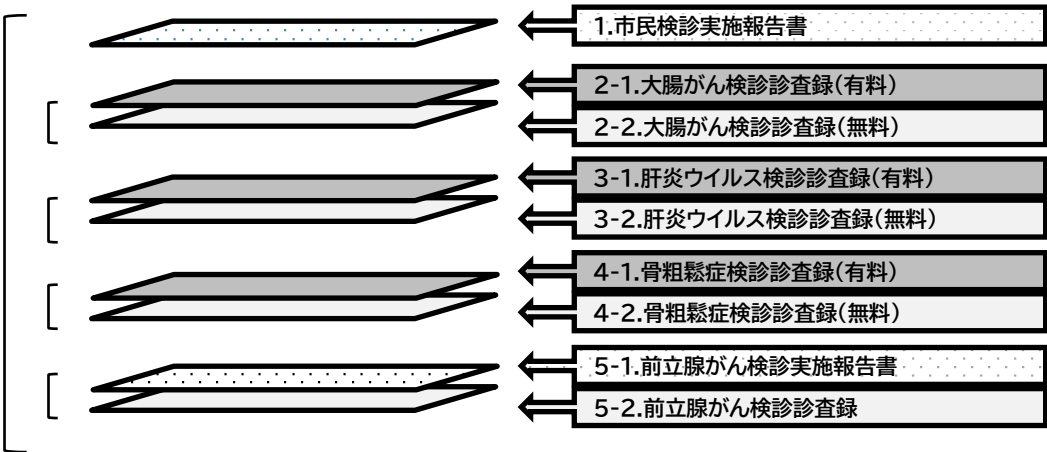 1.市民検診実施報告書
2-1.大腸がん検診診査録(有料)
2-2.大腸がん検診診査録(無料)
3-1.肝炎ウイルス検診診査録(有料)
3-2.肝炎ウイルス検診診査録(無料)
4-1.骨粗鬆症検診診査録(有料)
4-2.骨粗鬆症検診診査録(無料)
5-1.前立腺がん検診実施報告書
5-2.前立腺がん検診診査録